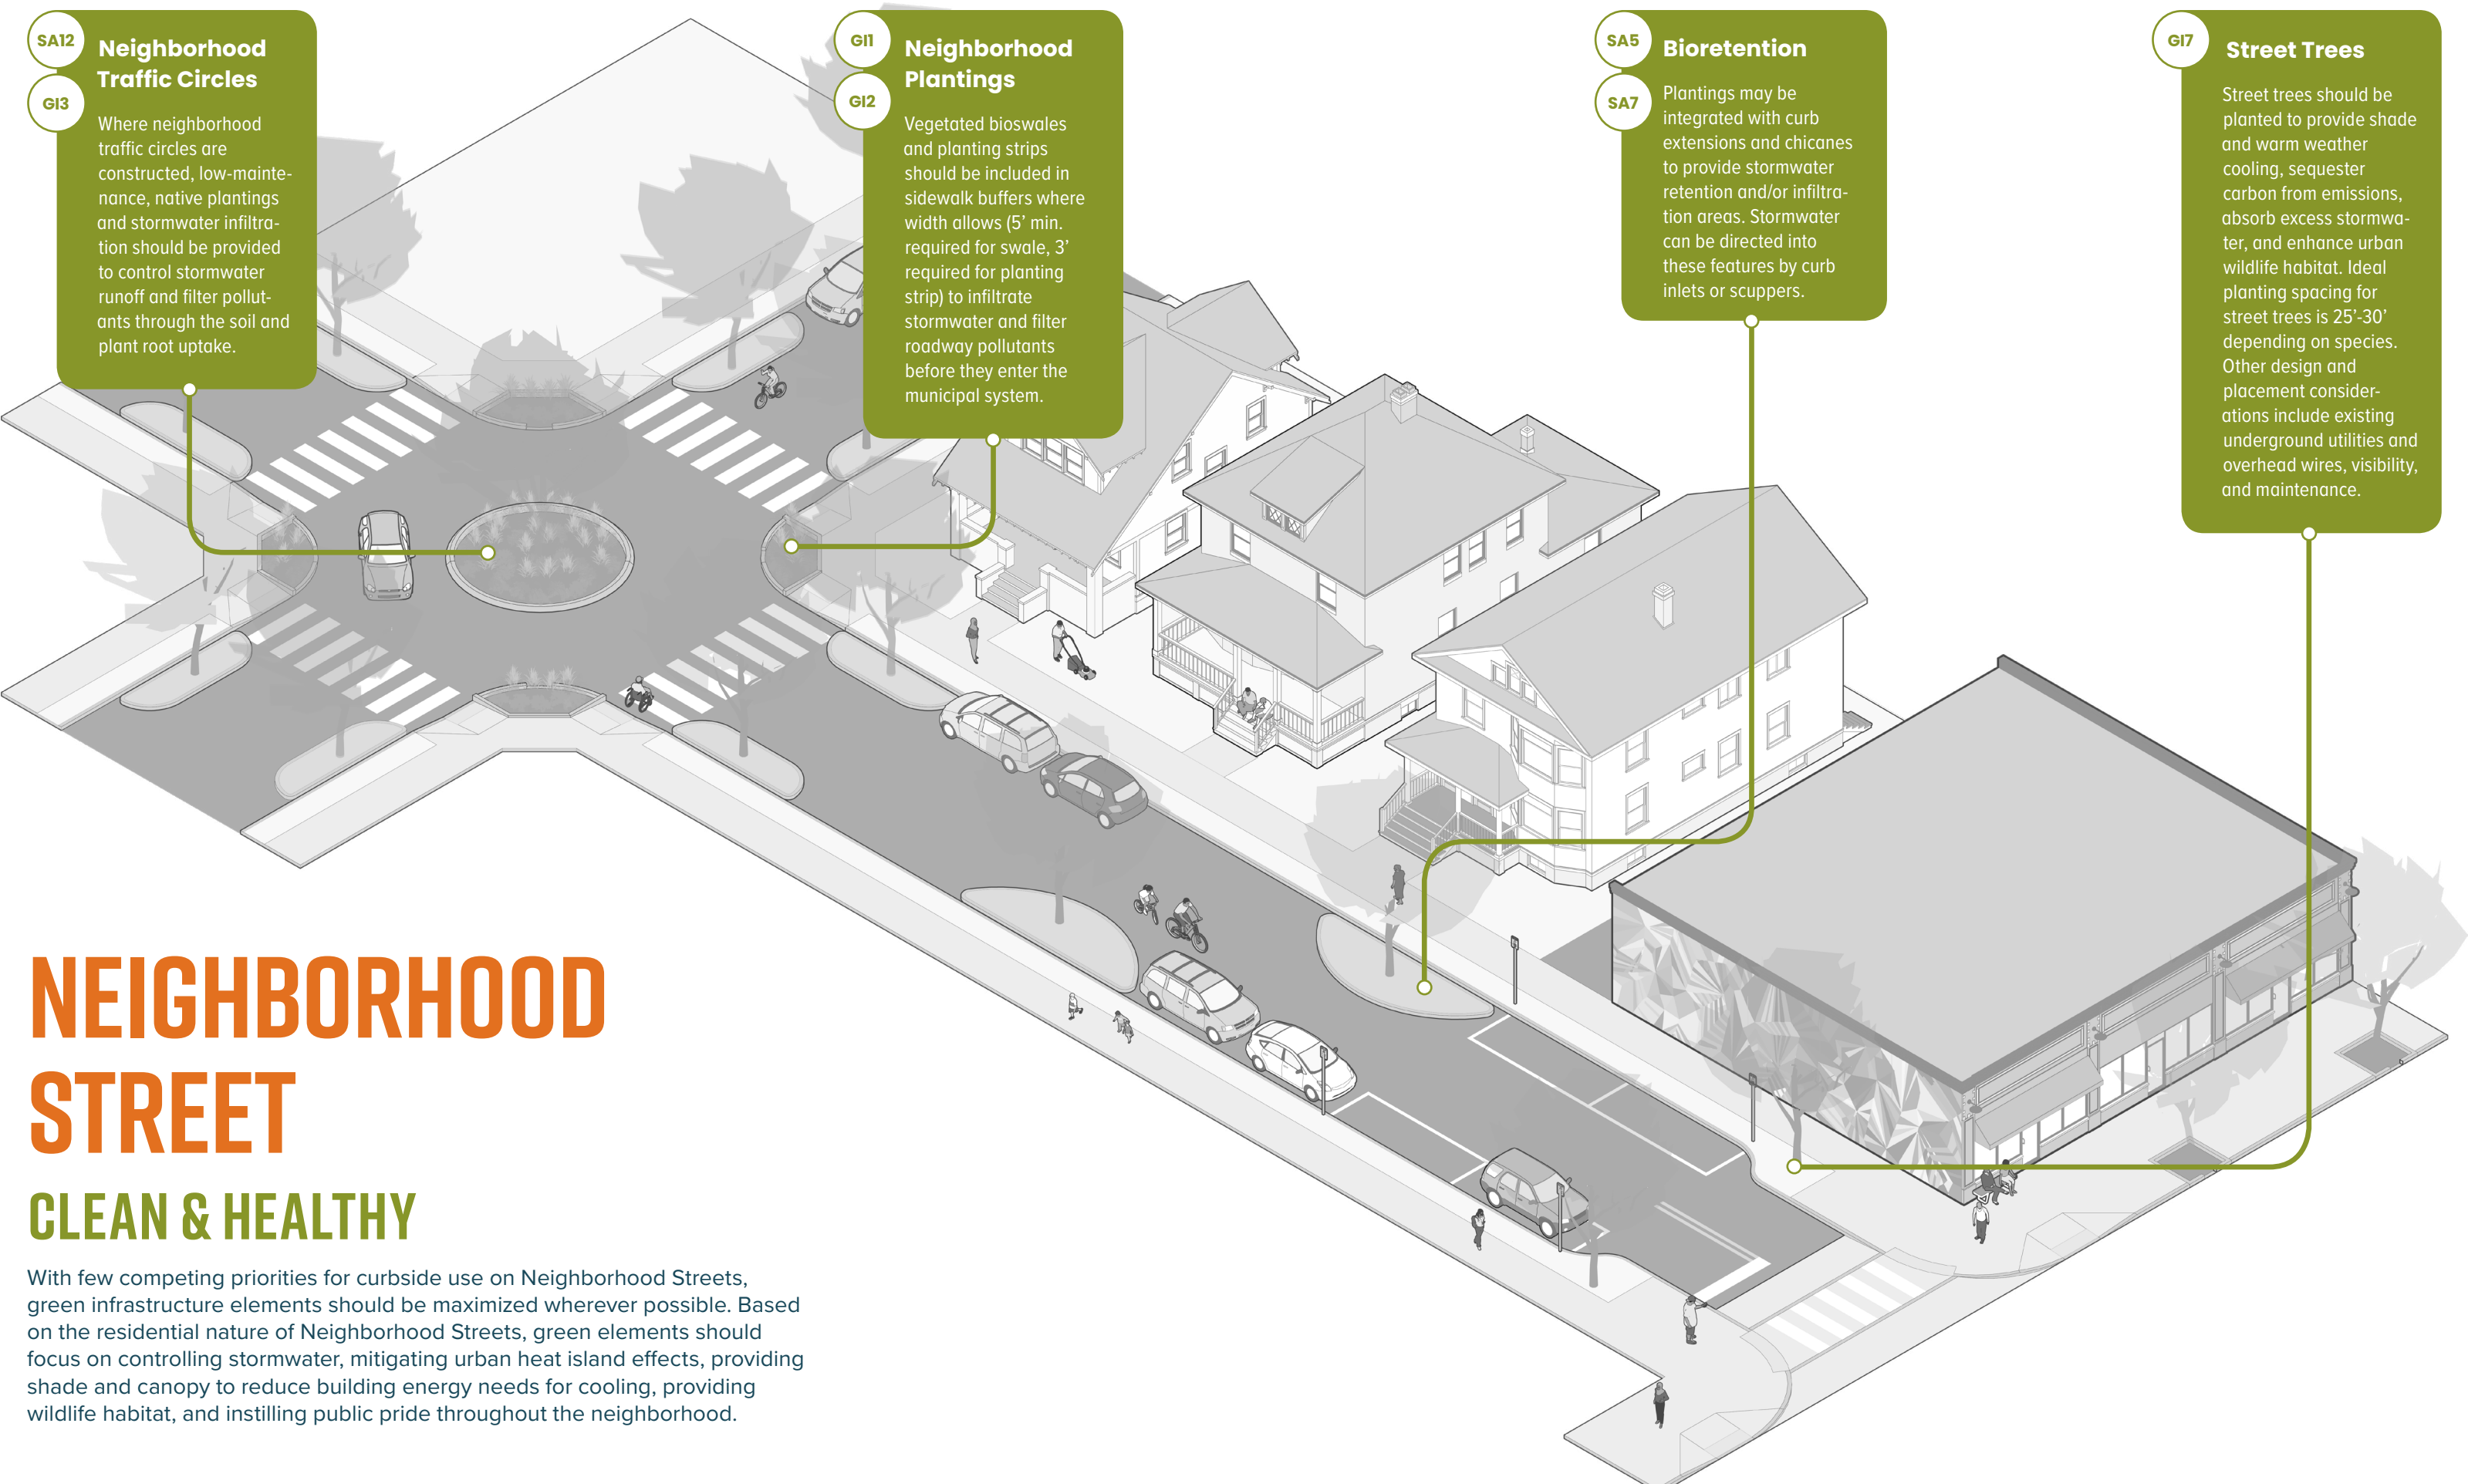 SA12
GI3
Neighborhood
Traffic Circles
Where neighborhood
traffic circles are
constructed, low-mainte-
nance, native plantings
and stormwater infiltra-
tion should be provided
to control stormwater
runoff and filter pollut-
ants through the soil and
plant root uptake.
GI1
GI2
Neighborhood
Plantings
Vegetated bioswales
and planting strips
should be included in
sidewalk buffers where
width allows (5’ min.
required for swale, 3’
required for planting
strip) to infiltrate
stormwater and filter
roadway pollutants
before they enter the
municipal system.
SA5
SA7
Bioretention
Plantings may be
integrated with curb
extensions and chicanes
to provide stormwater
retention and/or infiltra-
tion areas. Stormwater
can be directed into
these features by curb
inlets or scuppers.
GI7
Street Trees
Street trees should be
planted to provide shade
and warm weather
cooling, sequester
carbon from emissions,
absorb excess stormwa-
ter, and enhance urban
wildlife habitat. Ideal
planting spacing for
street trees is 25’-30’
depending on species.
Other design and
placement consider-
ations include existing
underground utilities and
overhead wires, visibility,
and maintenance.
NEIGHBORHOOD
STREET
CLEAN & HEALTHY
With few competing priorities for curbside use on Neighborhood Streets,
green infrastructure elements should be maximized wherever possible. Based
on the residential nature of Neighborhood Streets, green elements should
focus on controlling stormwater, mitigating urban heat island effects, providing
shade and canopy to reduce building energy needs for cooling, providing
wildlife habitat, and instilling public pride throughout the neighborhood.